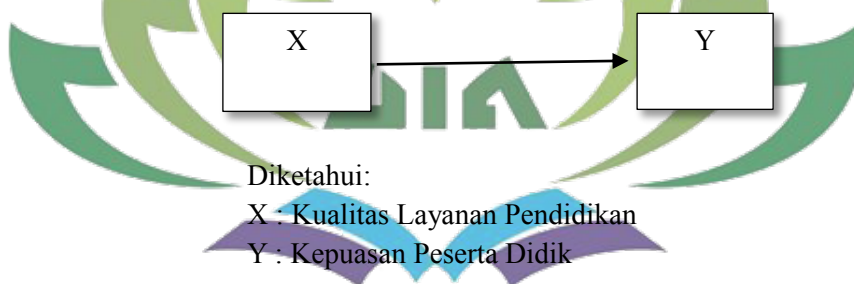 X Y
Diketahui:
X : Kualitas Layanan Pendidikan
Y : Kepuasan Peserta Didik